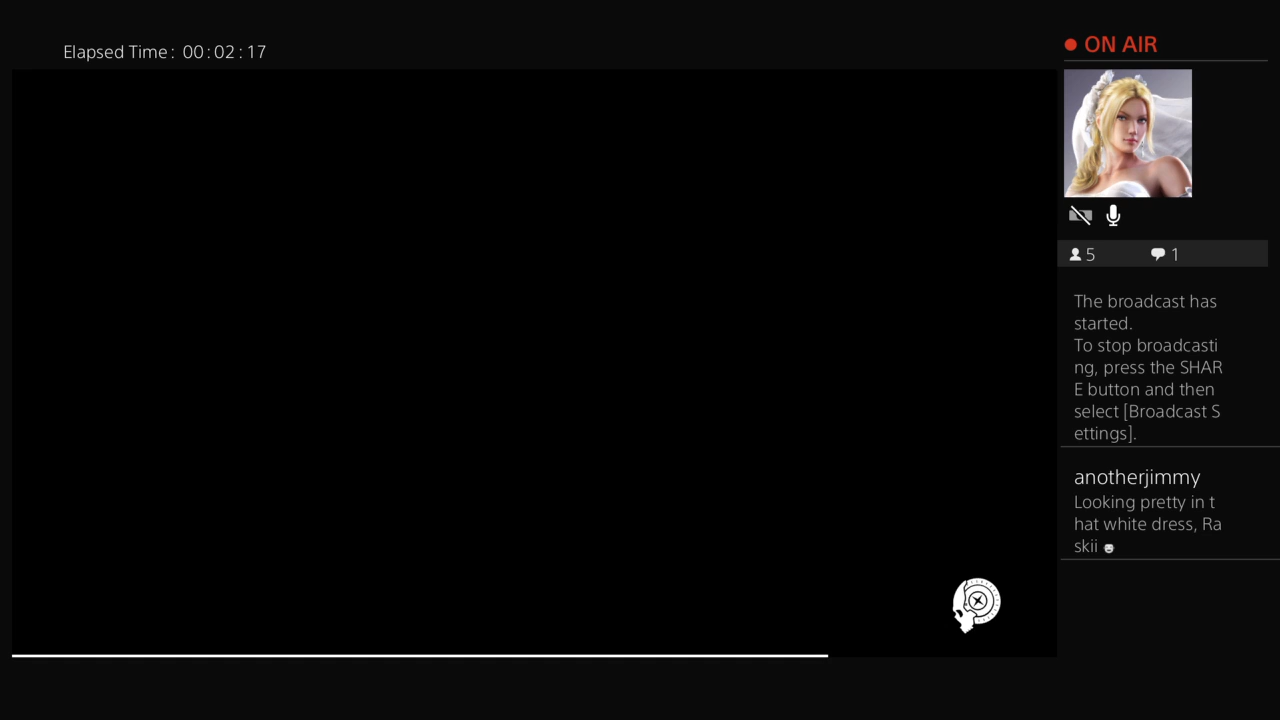 Elapsed Time: 00:02:17
ON AIR
5
1
The broadcast has
started.
To stop broadcasti
ng, press the SHAR
E button and then
select [Broadcast S
ettings].
anotherjimmy
Looking pretty in t
hat white dress, Ra
skii